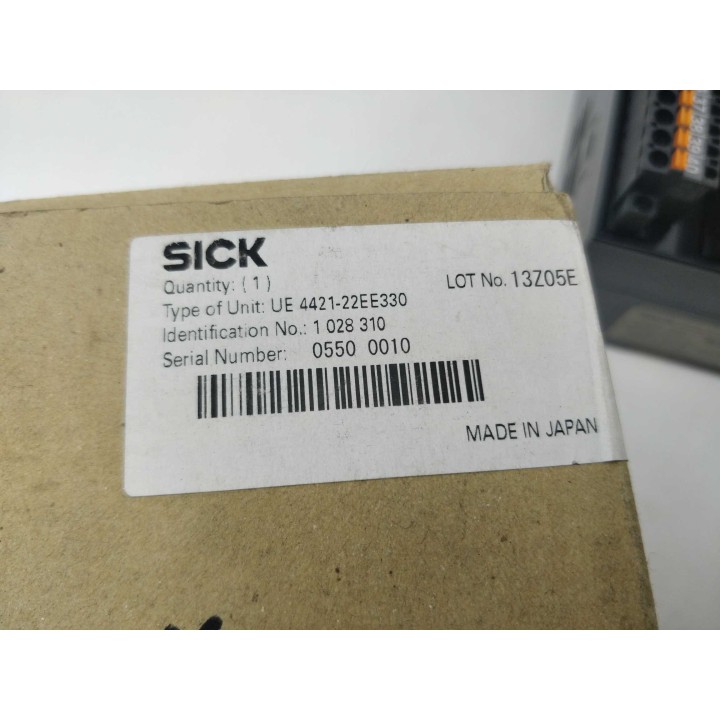 SICK
Quantity: ( 1 )
LOT No. 13Z05E
Type of Unit: UE 4421-22EE330
Identification No.: 1 028 310
Serial Number: 0550 0010
MADE IN JAPAN